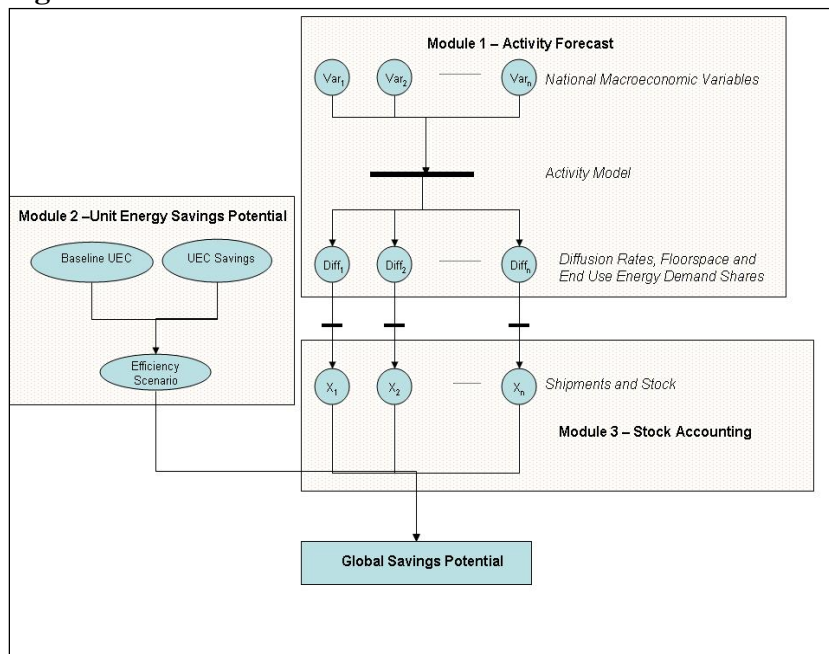 Module 1 – Activity Forecast
Var1 Var2 Varn National Macroeconomic Variables
Activity Model
Module 2 –Unit Energy Savings Potential
Baseline UEC UEC Savings
Diff1 Diff2 Diffn Diffusion Rates, Floorspace and
End Use Energy Demand Shares
Efficiency
Scenario
X1 X2 Xn Shipments and Stock
Module 3 – Stock Accounting
Global Savings Potential